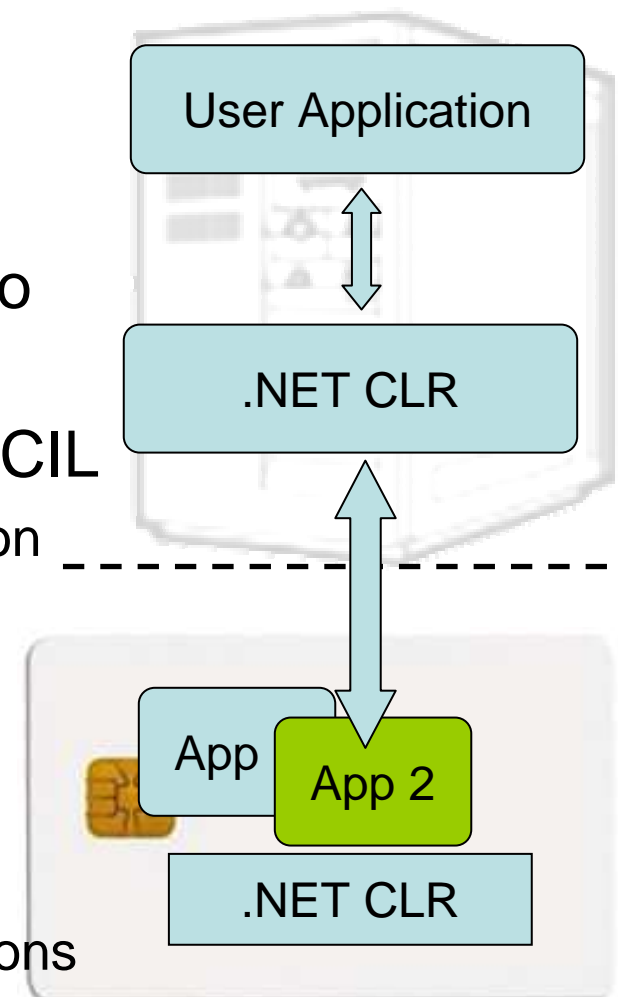 User Application
o
.NET CLR
CIL
on
App
App 2
.NET CLR
ons